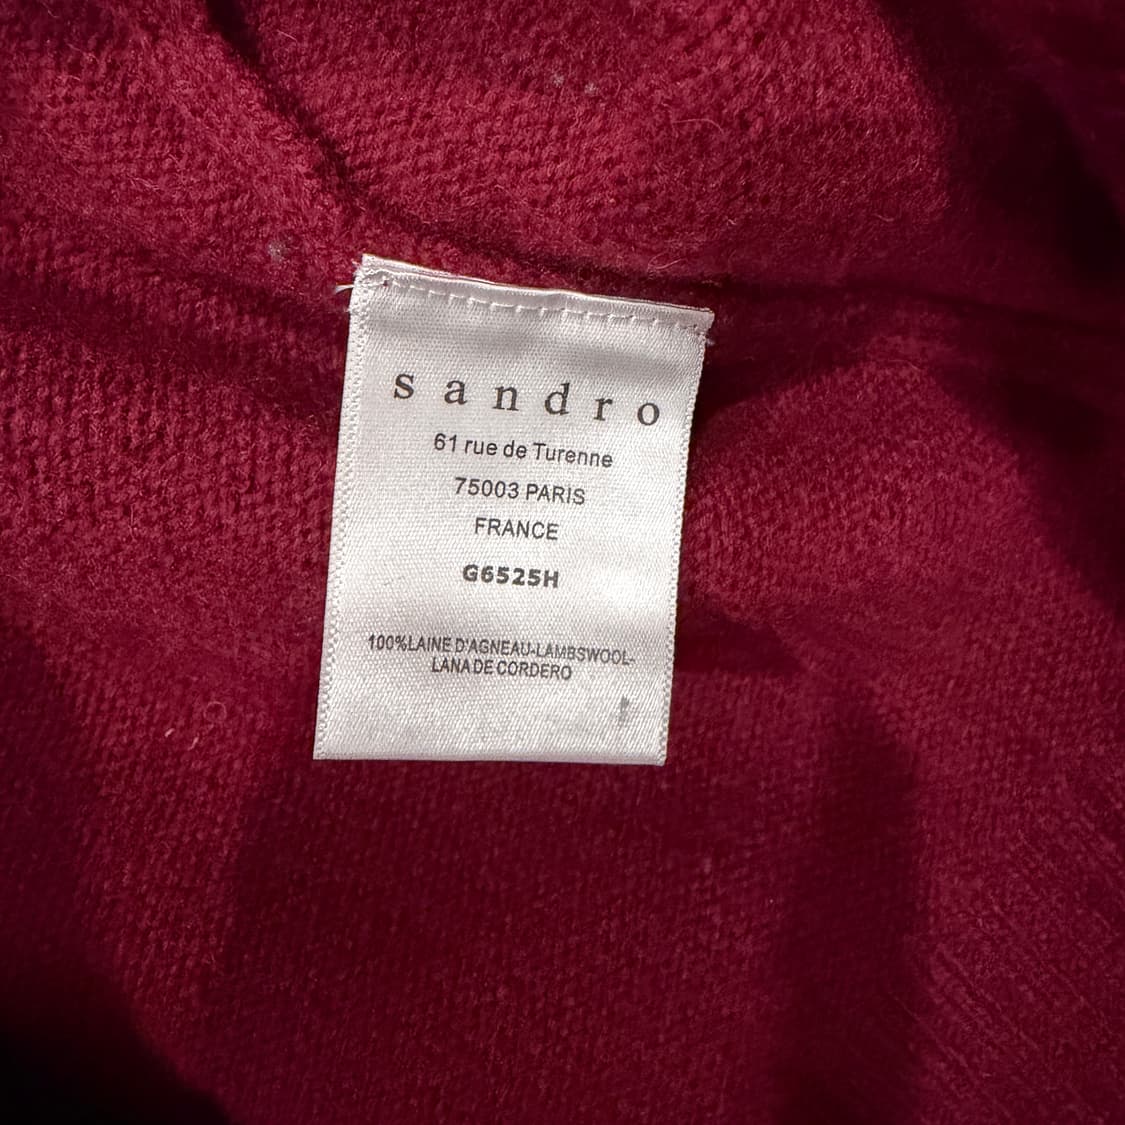 sandro
61 rue de Turenne
75003 PARIS
FRANCE
G6525H
100%LAINE D'AGNEAU-LAMBSWOOL-
LANA DE CORDERO